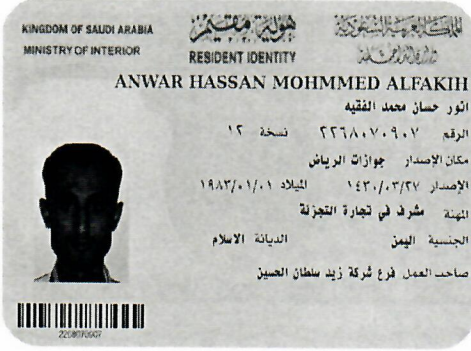 KINGDOM OF SAUDI ARABIA
هوية مقيم
المملكة العربية السعودية
MINISTRY OF INTERIOR
RESIDENT IDENTITY
وزارة الداخلية
ANWAR HASSAN MOHMMED ALFAKIH
انور حسان محمد الفقيه
الرقم ٢٢٦٨٠٧٠٩٠٧ نسخة ١٢
مكان الإصدار جوازات الرياض
الإصدار ١٤٣٠/٠٣/٢٧ الميلاد ١٩٨٣/٠١/٠١
المهنة مشرف في تجارة التجزئة
الجنسية اليمن الديانة الاسلام
صاحب العمل فرع شركة زيد سلطان الحسين
2268070907